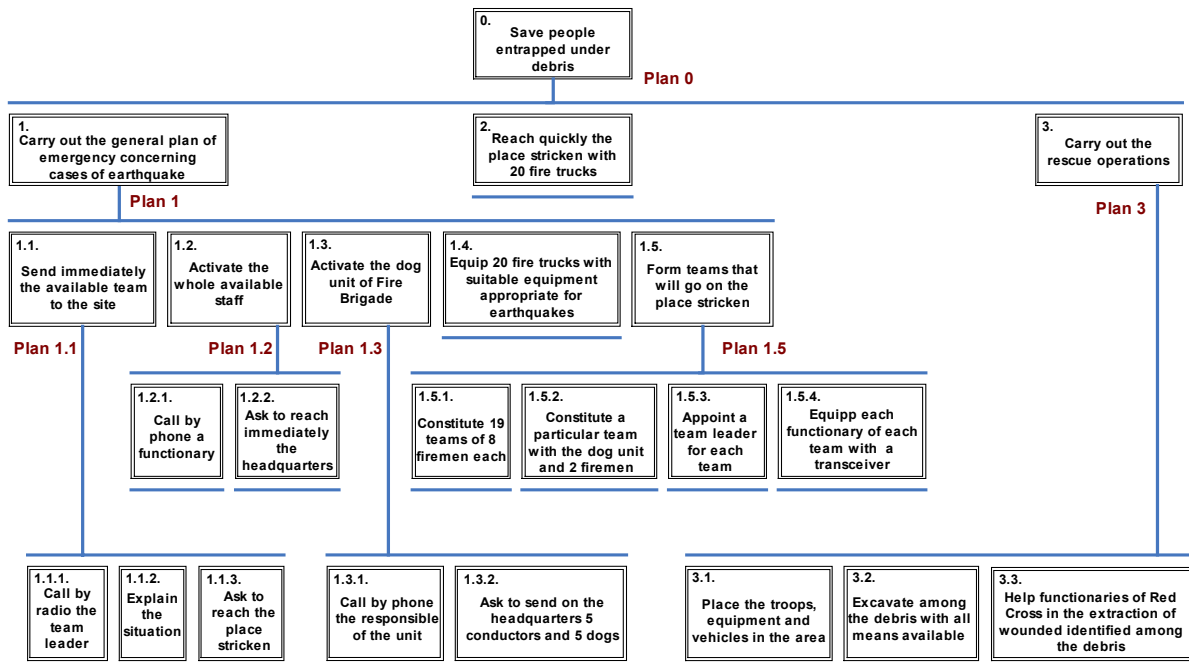 0.
Save people
entrapped under
debris
Plan 0
1.
Carry out the general plan of
emergency concerning
cases of earthquake
2.
Reach quickly the
place stricken with
20 fire trucks
3.
Carry out the
rescue operations
Plan 1
Plan 3
1.1.
Send immediately
the available team
to the site
1.2.
Activate the
whole available
staff
1.3.
Activate the dog
unit of Fire
Brigade
1.4.
Equip 20 fire trucks with
suitable equipment
appropriate for
earthquakes
1.5.
Form teams that
will go on the
place stricken
Plan 1.1
Plan 1.2
Plan 1.3
Plan 1.5
1.2.1.
Call by
phone a
functionary
1.2.2.
Ask to reach
immediately
the
headquarters
1.5.1.
Constitute 19
teams of 8
firemen each
1.5.2.
Constitute a
particular team
with the dog unit
and 2 firemen
1.5.3.
Appoint a
team leader
for each
team
1.5.4.
Equipp each
functionary of each
team with a
transceiver
1.1.1.
Call by
radio the
team
leader
1.1.2.
Explain
the
situation
1.1.3.
Ask to
reach the
place
stricken
1.3.1.
Call by phone
the responsible
of the unit
1.3.2.
Ask to send on the
headquarters 5
conductors and 5 dogs
3.1.
Place the troops,
equipment and
vehicles in the area
3.2.
Excavate among
the debris with all
means available
3.3.
Help functionaries of Red
Cross in the extraction of
wounded identified among
the debris